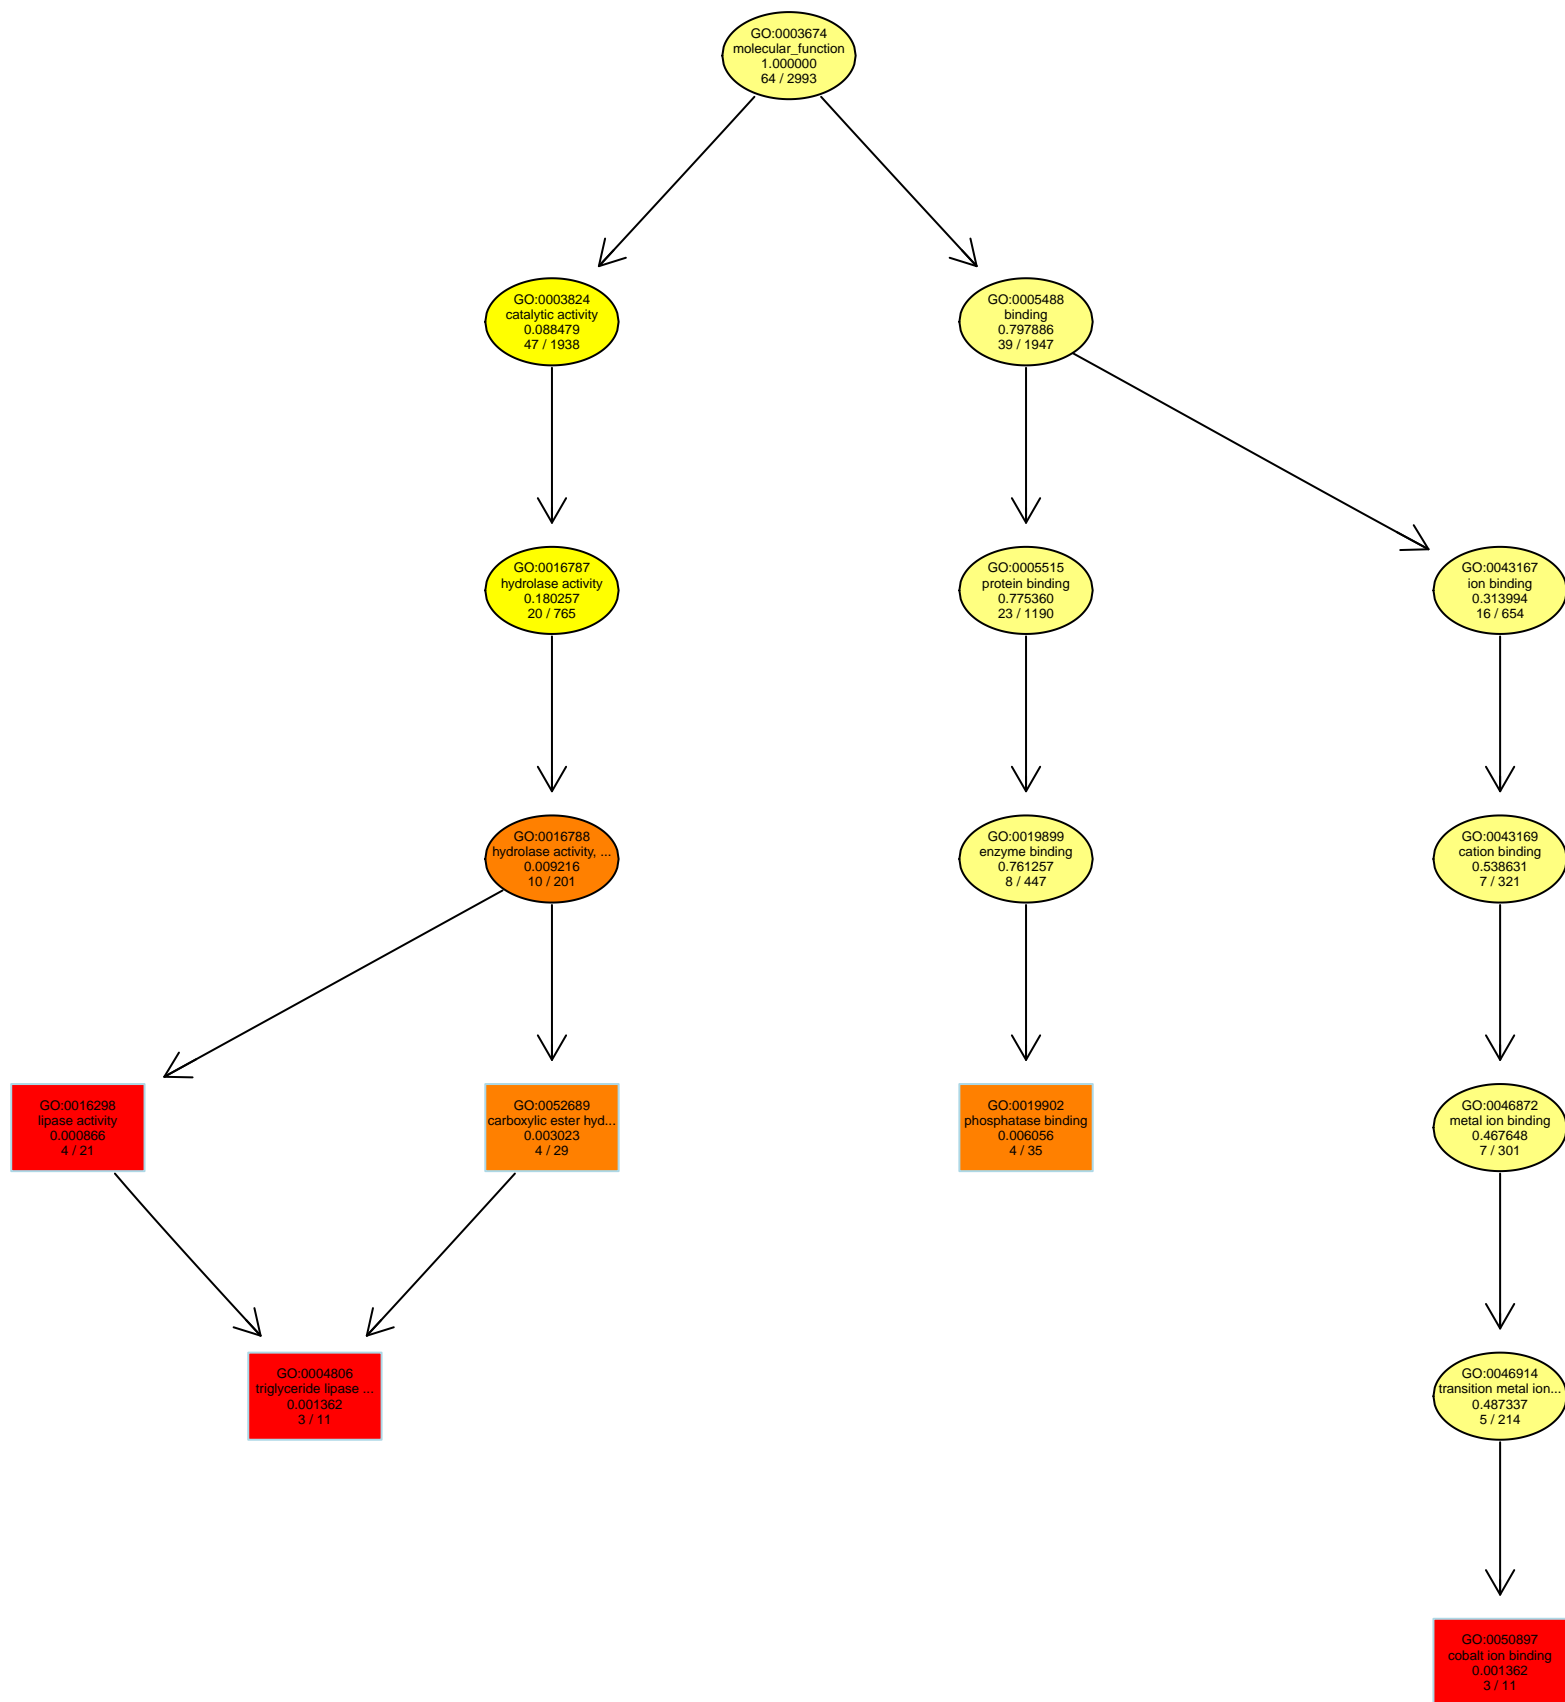 GO:0003674
molecular_function
1.000000
64 / 2993
GO:0003824
catalytic activity
0.088479
47 / 1938
GO:0005488
binding
0.797886
39 / 1947
GO:0016787
hydrolase activity
0.180257
20 / 765
GO:0005515
protein binding
0.775360
23 / 1190
GO:0043167
ion binding
0.313994
16 / 654
GO:0016788
hydrolase activity, ...
0.009216
10 / 201
GO:0019899
enzyme binding
0.761257
8 / 447
GO:0043169
cation binding
0.538631
7 / 321
GO:0016298
lipase activity
0.000866
4 / 21
GO:0052689
carboxylic ester hyd...
0.003023
4 / 29
GO:0019902
phosphatase binding
0.006056
4 / 35
GO:0046872
metal ion binding
0.467648
7 / 301
GO:0004806
triglyceride lipase ...
0.001362
3 / 11
GO:0046914
transition metal ion...
0.487337
5 / 214
GO:0050897
cobalt ion binding
0.001362
3 / 11